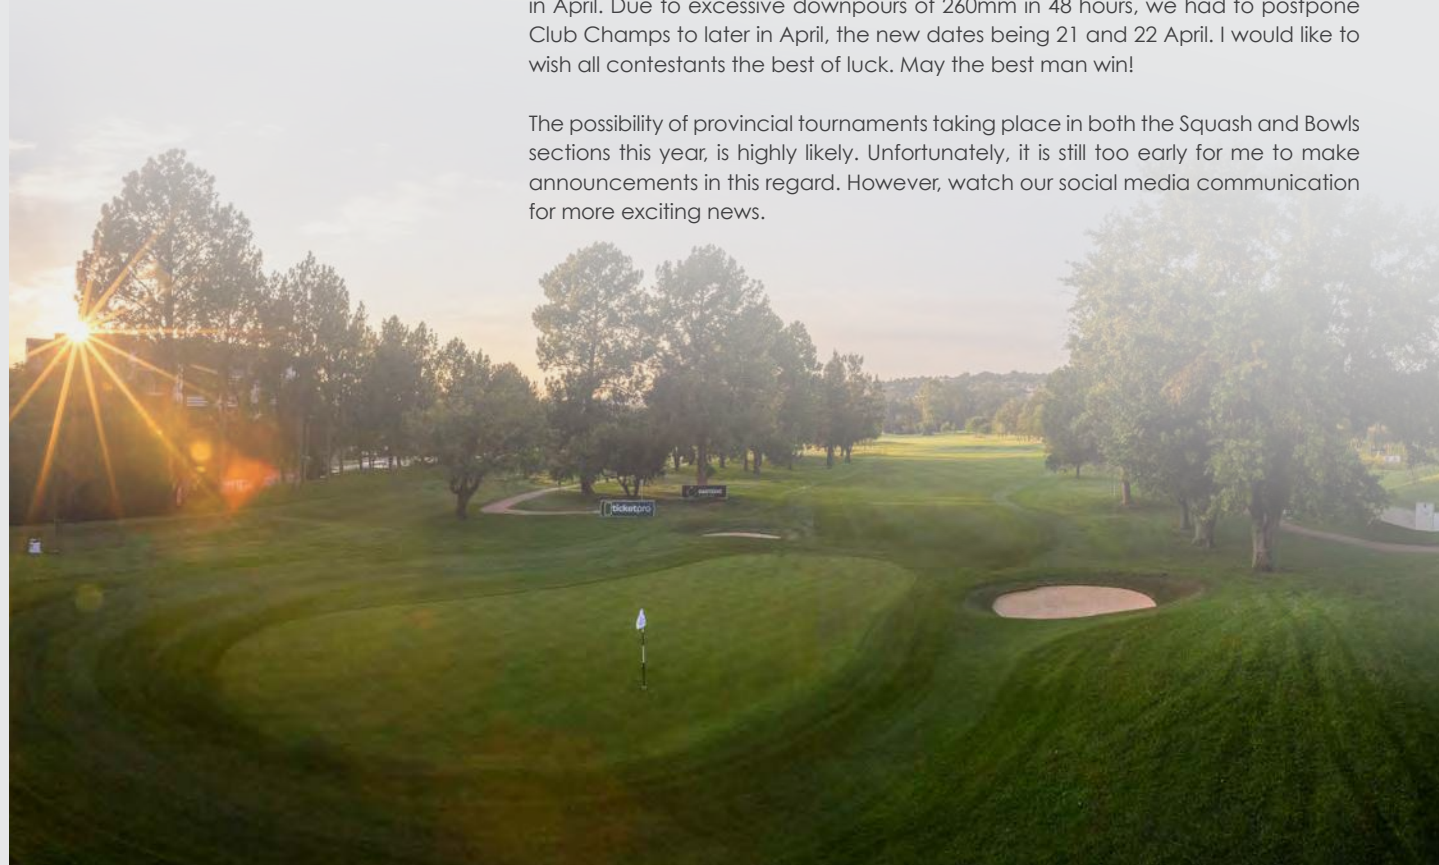 in April. Due to excessive downpours of 260mm in 48 hours, we had to postpone
Club Champs to later in April, the new dates being 21 and 22 April. I would like to
wish all contestants the best of luck. May the best man win!
The possibility of provincial tournaments taking place in both the Squash and Bowls
sections this year, is highly likely. Unfortunately, it is still too early for me to make
announcements in this regard. However, watch our social media communication
for more exciting news.
ticketpro